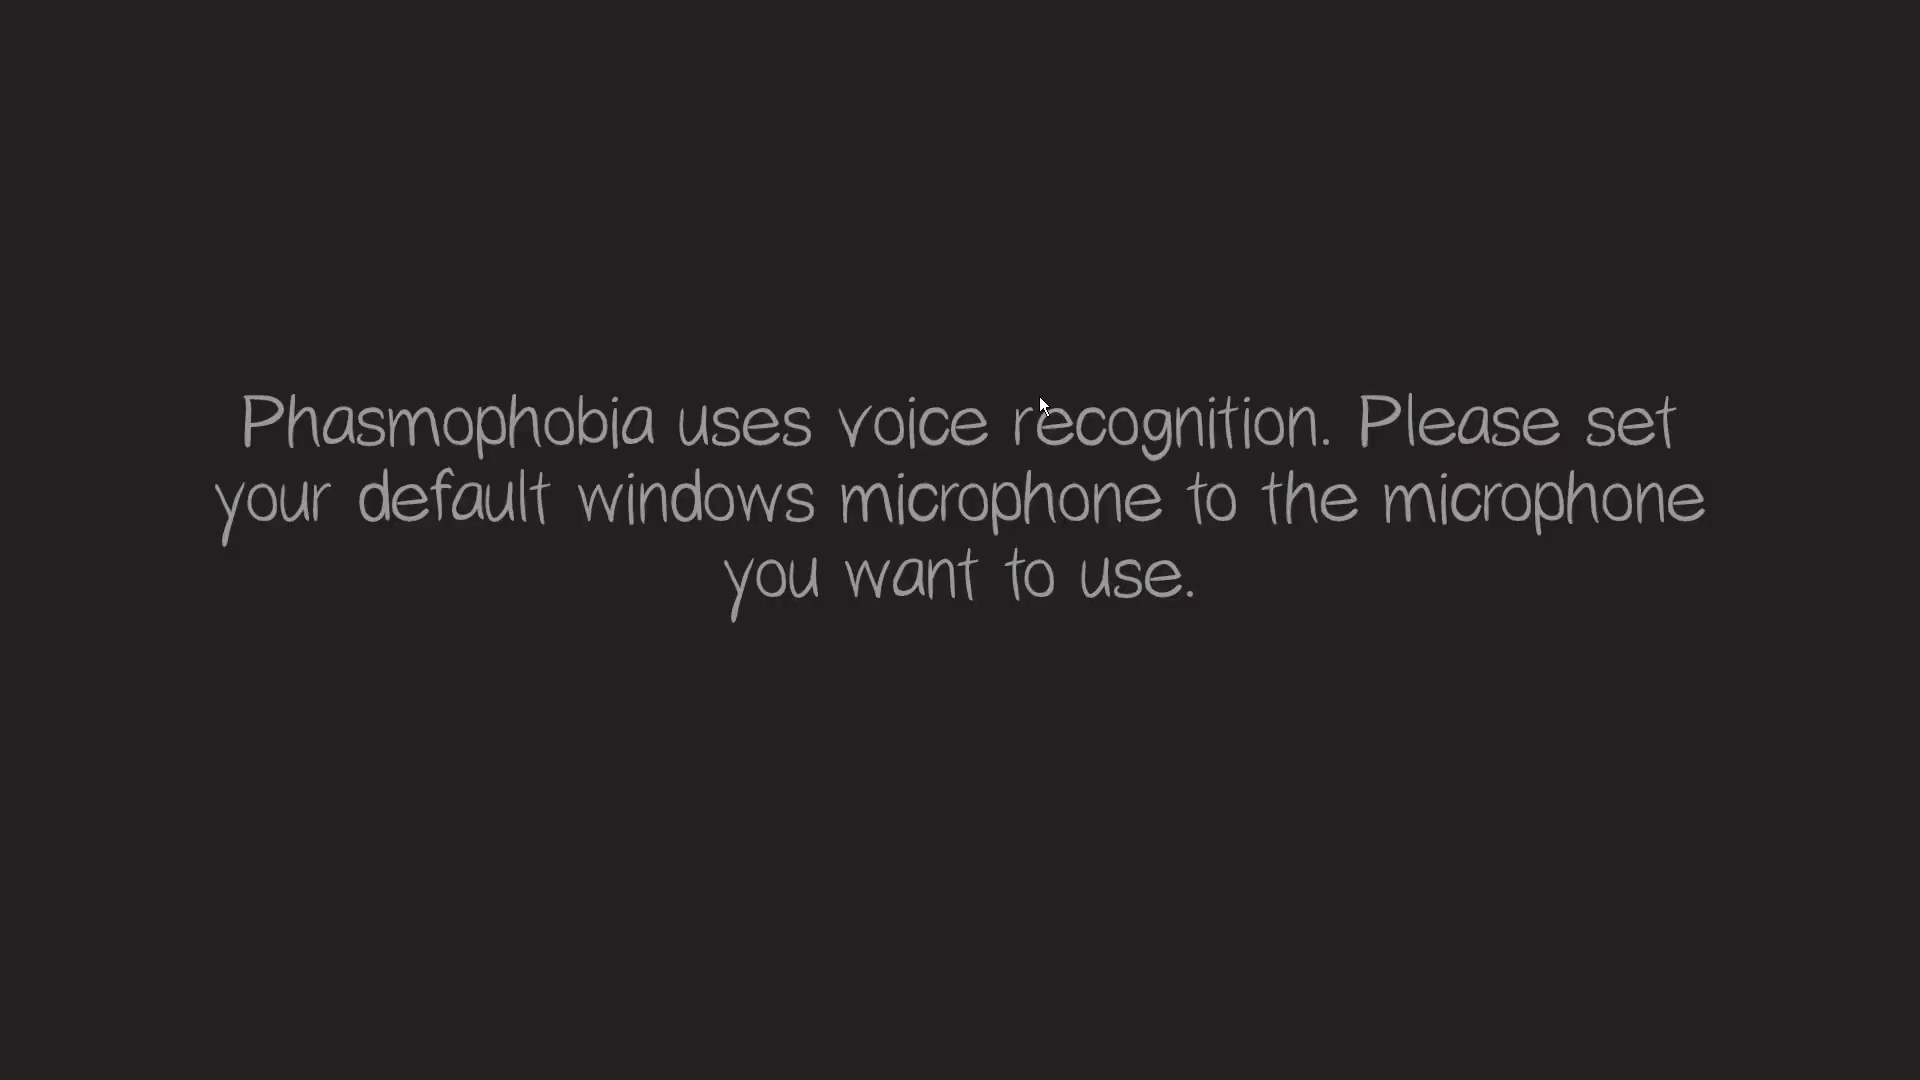 Phasmophobia uses voice recognition. Please set
your default windows microphone to the microphone
you want to use.